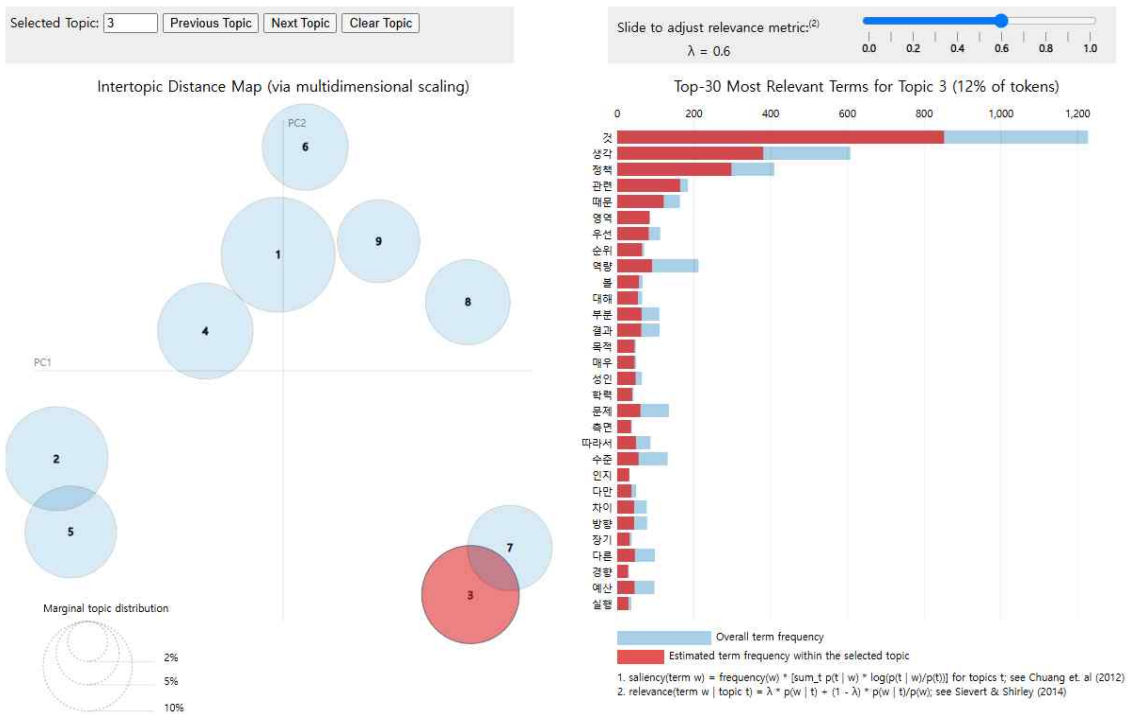 Selected Topic: 3 Previous Topic Next Topic Clear Topic
Slide to adjust relevance metric:(2)
λ = 0.6
0.0 0.2 0.4 0.6 0.8 1.0
Intertopic Distance Map (via multidimensional scaling)
PC2
PC1
6
1
9
8
4
2
5
7
3
Marginal topic distribution
2%
5%
10%
Top-30 Most Relevant Terms for Topic 3 (12% of tokens)
0 200 400 600 800 1,000 1,200
것
생각
정책
관련
때문
영역
우선
순위
역량
볼
대해
부분
결과
목적
매우
성인
학력
문제
측면
따라서
수준
인지
다만
차이
방향
장기
다른
경향
예산
실행
Overall term frequency
Estimated term frequency within the selected topic
1. saliency(term w) = frequency(w) * [sum_t p(t | w) * log(p(t | w)/p(t))] for topics t; see Chuang et. al (2012)
2. relevance(term w | topic t) = λ * p(w | t) + (1 - λ) * p(w | t)/p(w); see Sievert & Shirley (2014)